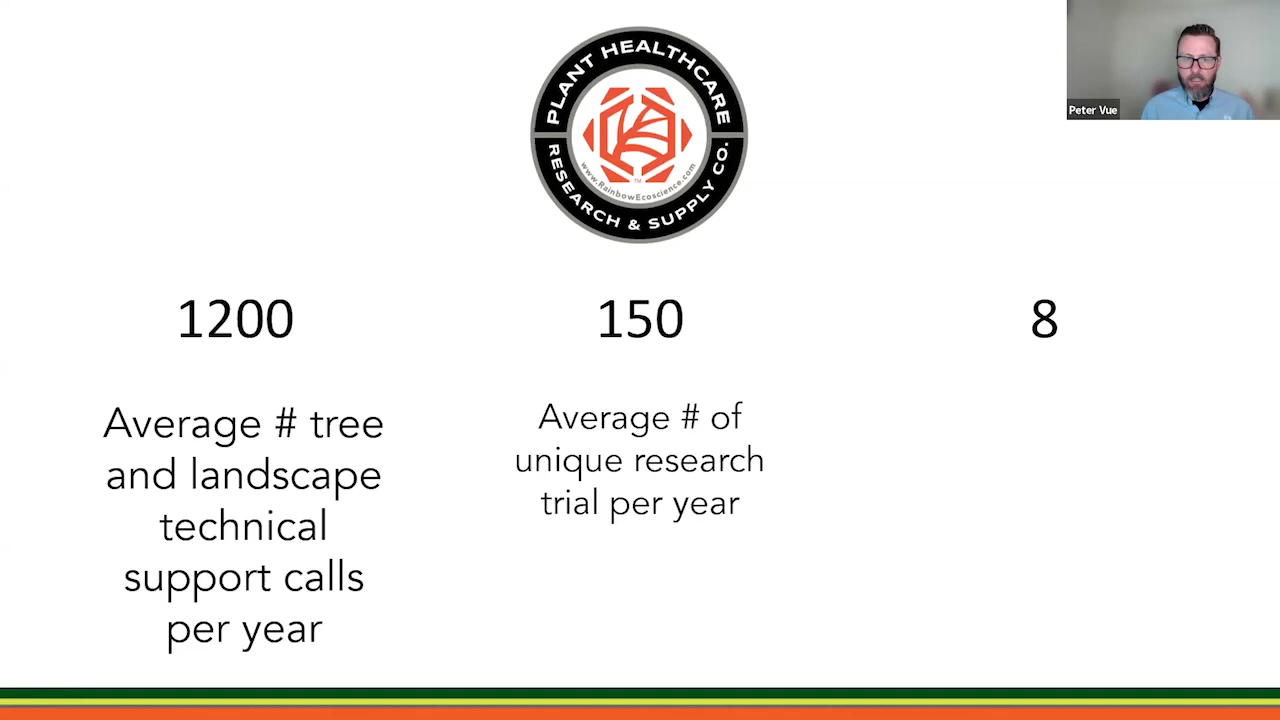 PLANT HEALTHCARE
www.RainbowEcoscience.com
TM
RESEARCH & SUPPLY CO.
Peter Vue
1200
150
8
Average # tree
and landscape
technical
support calls
per year
Average # of
unique research
trial per year